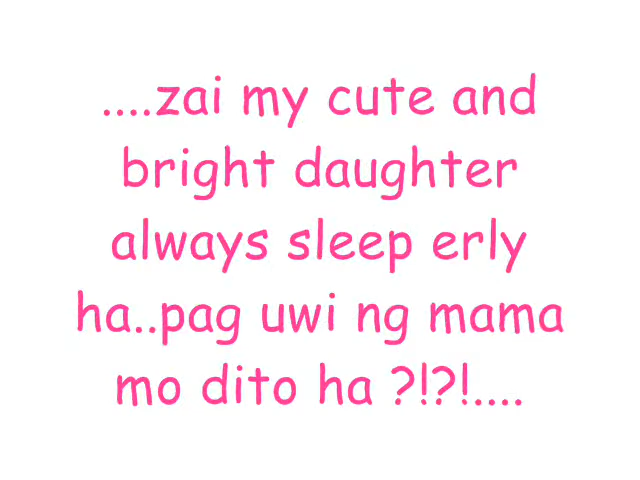 ....zai my cute and
bright daughter
always sleep erly
ha..pag uwi ng mama
mo dito ha ?!?!....